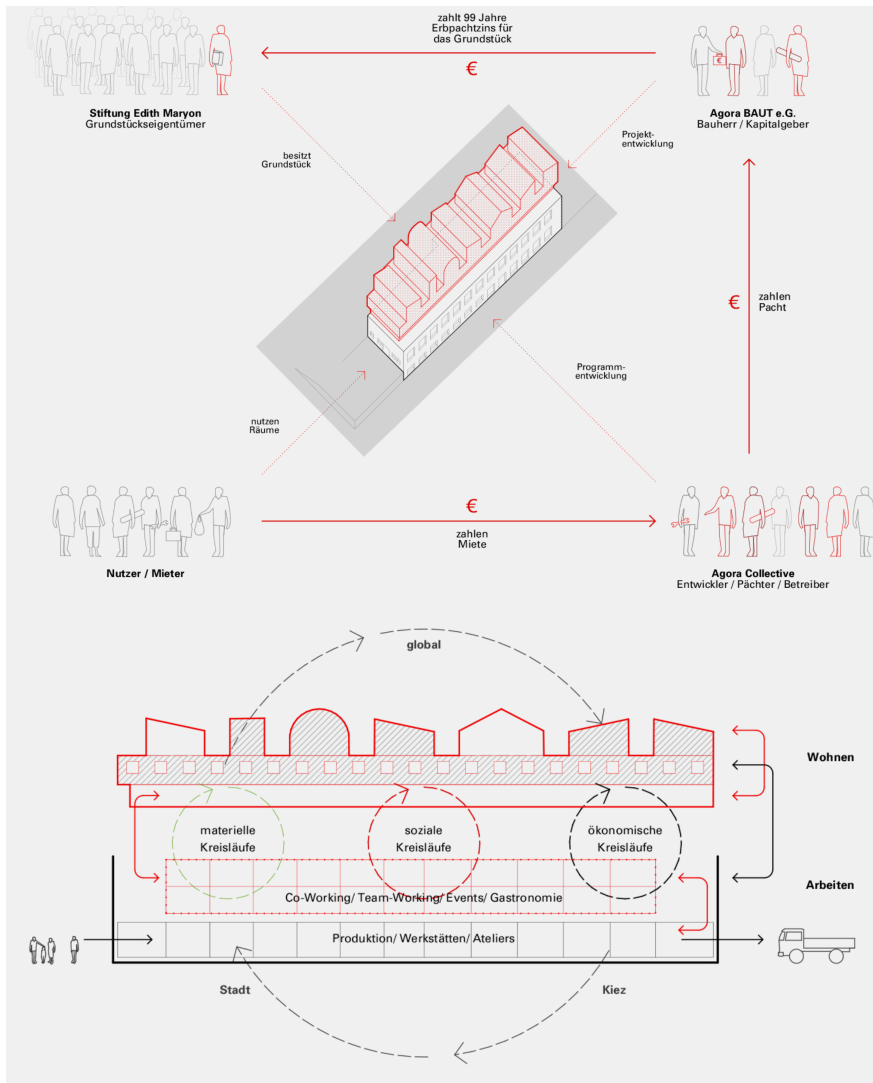 zahlt 99 Jahre
Erbpachtzins für
das Grundstück
€
Stiftung Edith Maryon
Grundstückseigentümer
€
Agora BAUT e.G.
Bauherr / Kapitalgeber
besitzt
Grundstück
Projekt-
entwicklung
€
zahlen
Pacht
Programm-
entwicklung
nutzen
Räume
€
zahlen
Miete
Nutzer / Mieter
Agora Collective
Entwickler / Pächter / Betreiber
global
Wohnen
materielle
Kreisläufe
soziale
Kreisläufe
ökonomische
Kreisläufe
Arbeiten
Co-Working/ Team-Working/ Events/ Gastronomie
Produktion/ Werkstätten/ Ateliers
Stadt
Kiez